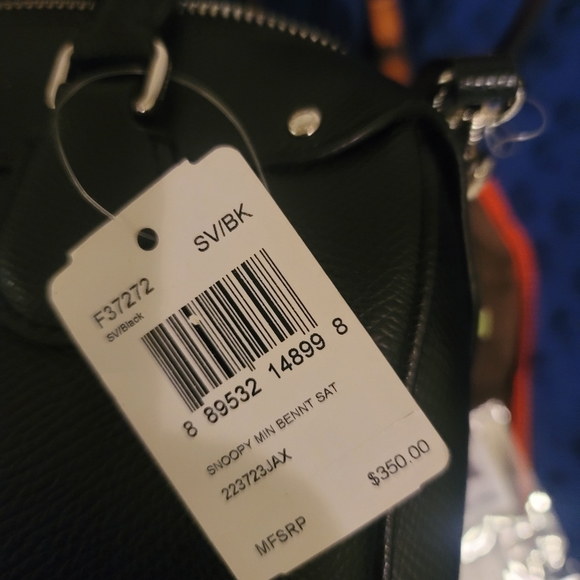 SV/BK
F37272
SV/Black
8 89532 14899 8
SNOOPY MIN BENNT SAT
223723JAX
$350.00
MFSRP